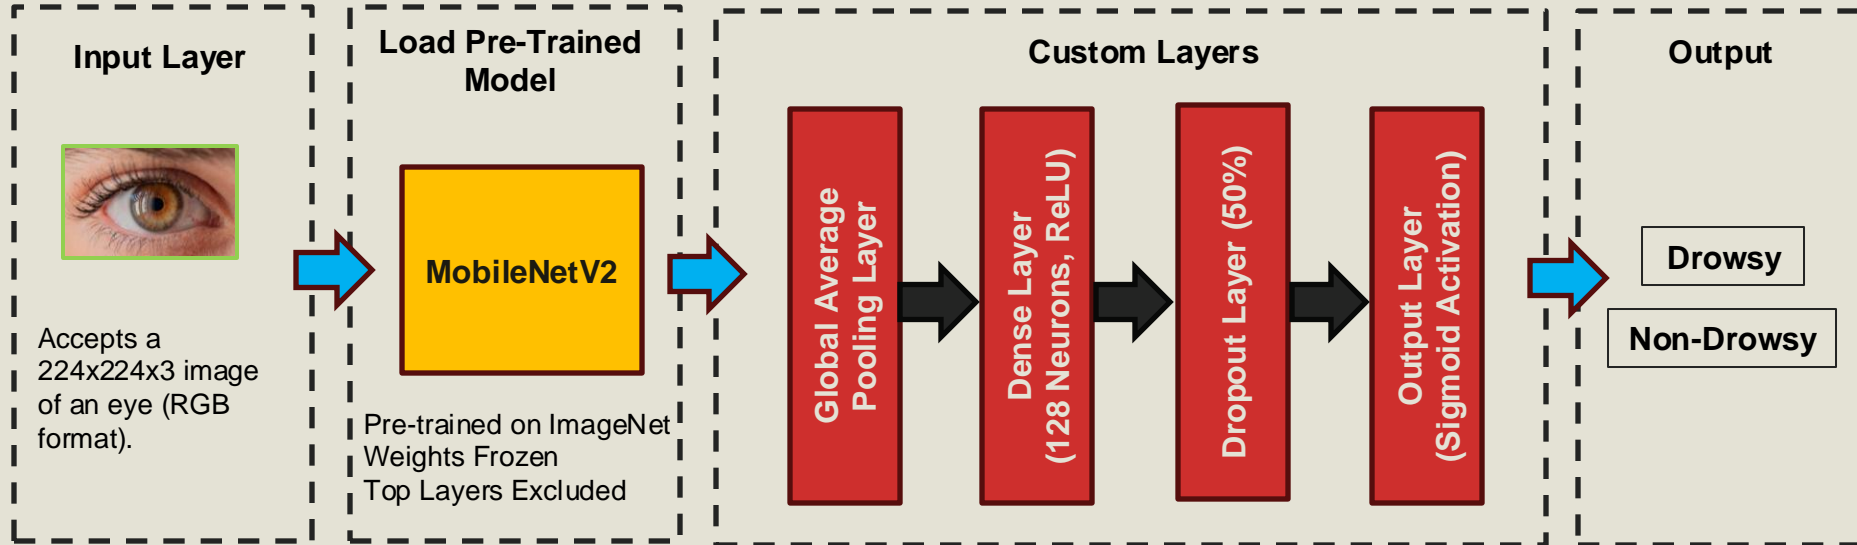 Input Layer
Accepts a
224x224x3 image
of an eye (RGB
format).
Load Pre-Trained
Model
MobileNetV2
Pre-trained on ImageNet
Weights Frozen
Top Layers Excluded
Custom Layers
Global Average
Pooling Layer
Dense Layer
(128 Neurons, ReLU)
Dropout Layer (50%)
Output Layer
(Sigmoid Activation)
Output
Drowsy
Non-Drowsy